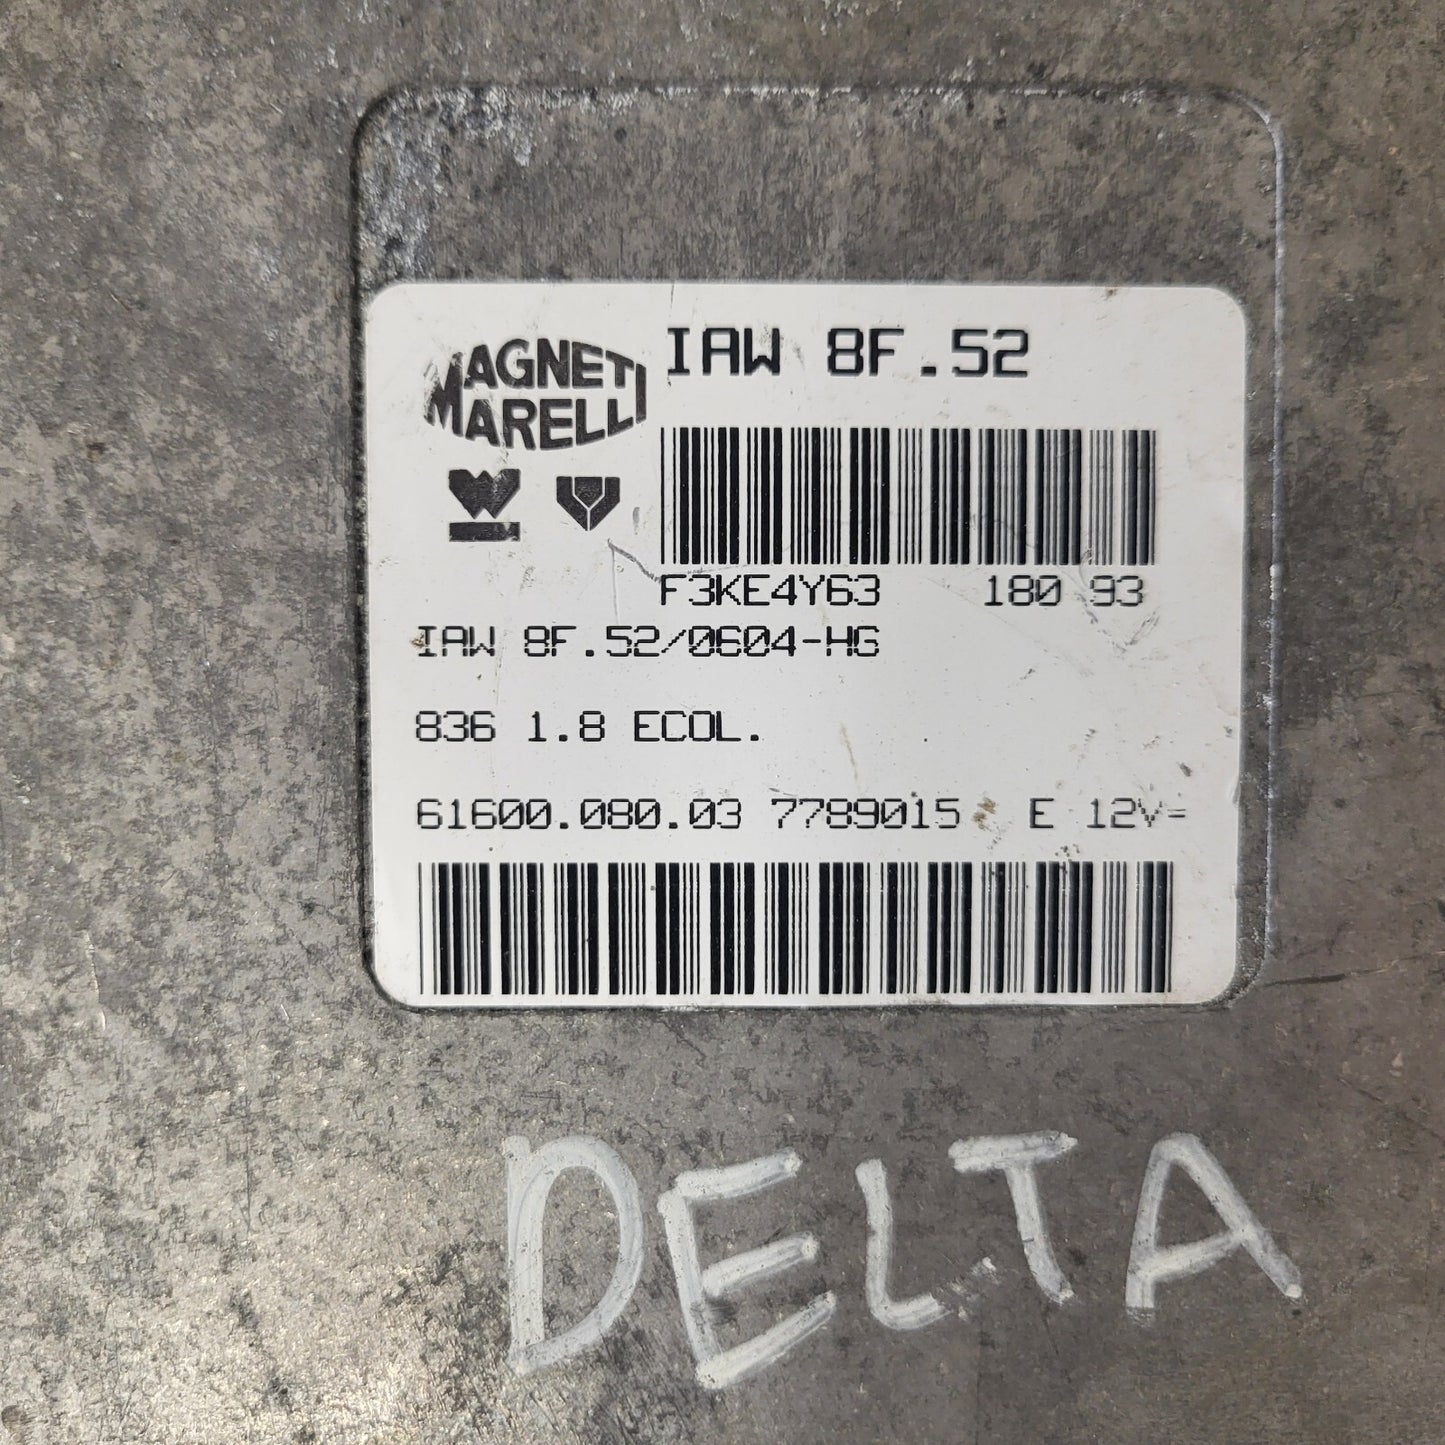 MAGNETI
MARELLI
IAW 8F.52
F3KE4Y63 180 93
IAW 8F.52/0604-HG
836 1.8 ECOL.
61600.080.03 7789015 E 12V=
DELTA